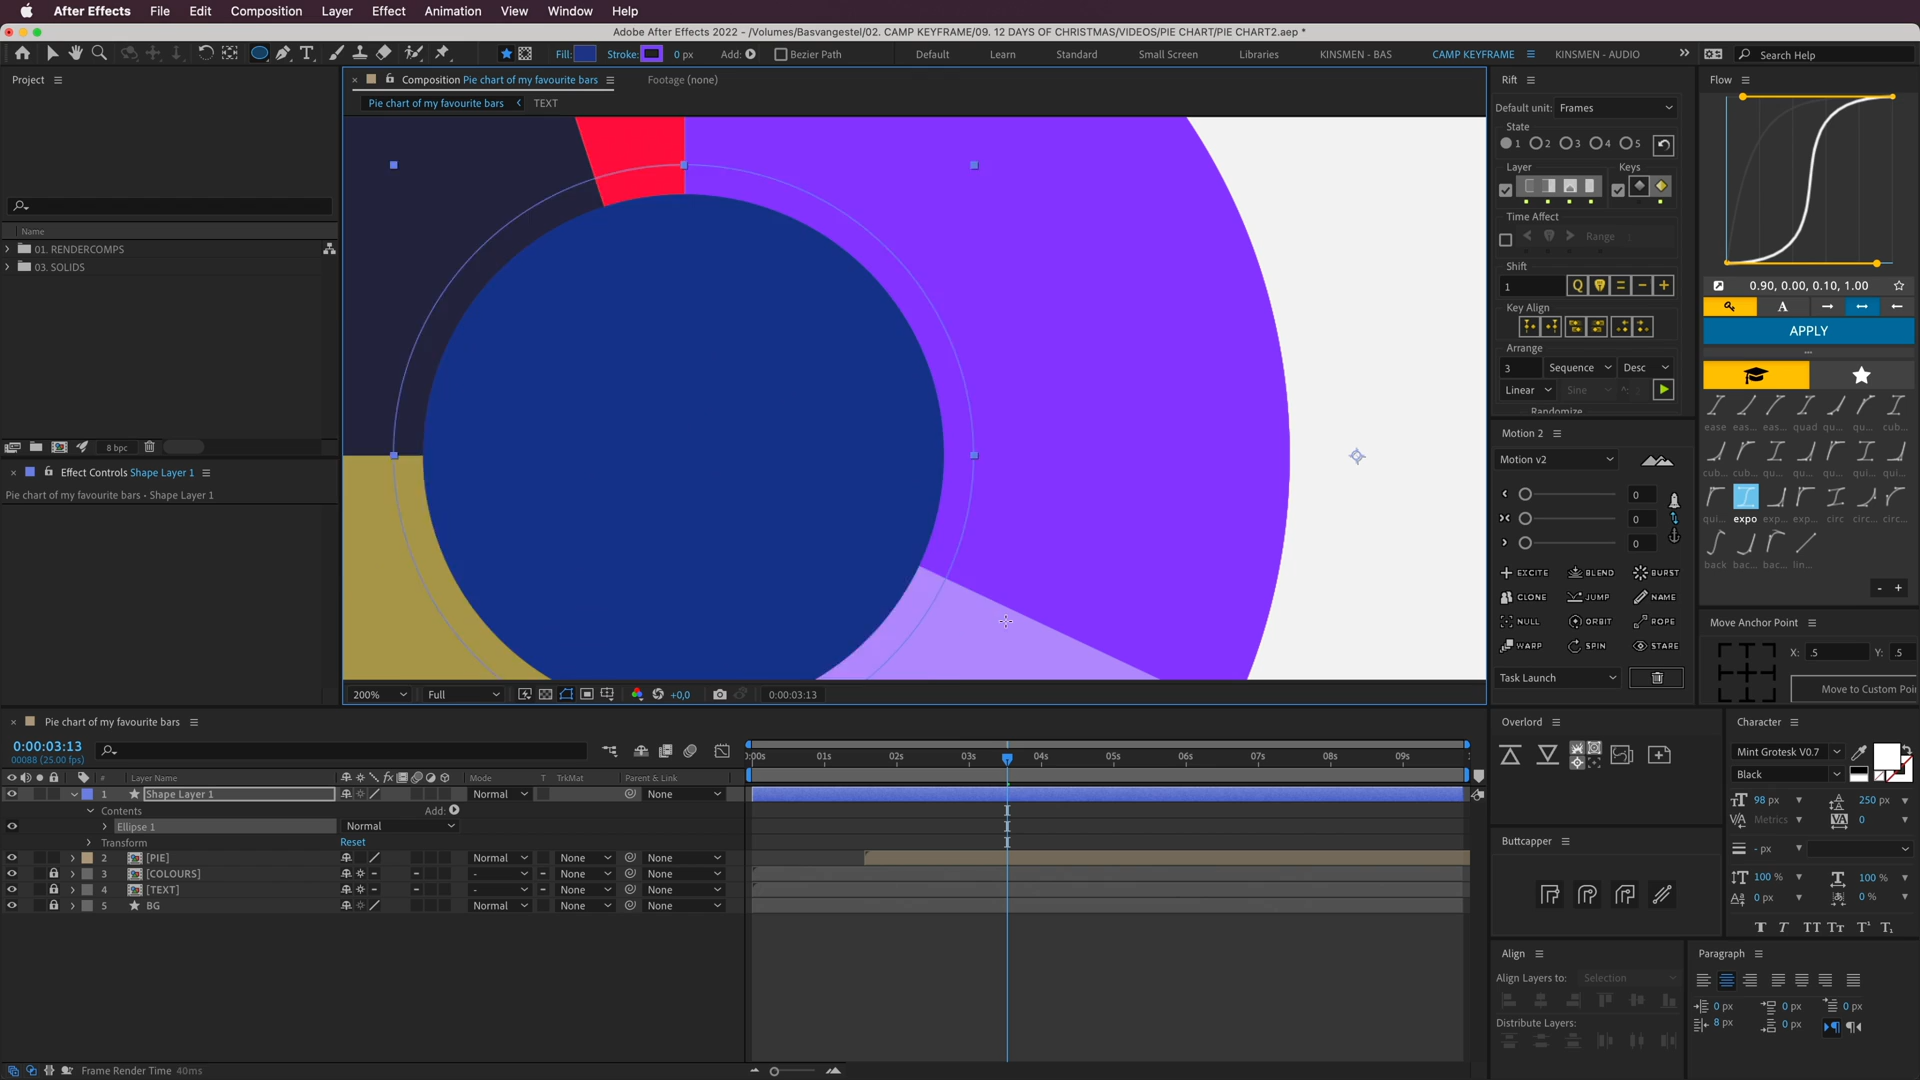 After Effects File Edit Composition Layer Effect Animation View Window Help
Adobe After Effects 2022 - /Volumes/Basvangestel/02. CAMP KEYFRAME/09. 12 DAYS OF CHRISTMAS/VIDEOS/PIE CHART/PIE CHART2.aep *
Fill: Stroke: 0 px Add: Bezier Path Default Learn Standard Small Screen Libraries KINSMEN - BAS CAMP KEYFRAME KINSMEN - AUDIO Search Help
Project
Composition Pie chart of my favourite bars
Footage (none)
Pie chart of my favourite bars TEXT
Name
01. RENDERCOMPS
03. SOLIDS
8 bpc
Effect Controls Shape Layer 1
Pie chart of my favourite bars - Shape Layer 1
200% Full +0,0 0:00:03:13
Rift
Default unit: Frames
State
1 2 3 4 5
Layer Keys
Time Affect
Range
Shift
1
Key Align
Arrange
3 Sequence Desc
Linear Sine
Randomize
Motion 2
Motion v2
0
0
0
EXCITE BLEND BURST
CLONE JUMP NAME
NULL ORBIT ROPE
WARP SPIN STARE
Task Launch
Flow
0.90, 0.00, 0.10, 1.00
A
APPLY
ease eas... eas... quad qu... qu... cub...
cub... cub... qu... qu... qu... qui... qui...
qui... expo exp... exp... circ circ... circ...
back bac... bac... lin...
- +
Move Anchor Point
X: .5 Y: .5
Move to Custom Poi
Pie chart of my favourite bars
0:00:03:13
00088 (25.00 fps)
# Layer Name Mode T TrkMat Parent & Link
1 Shape Layer 1 Normal None
Contents Add:
Ellipse 1 Normal
Transform Reset
2 [PIE] Normal None None
3 [COLOURS] - None None
4 [TEXT] - None None
5 BG Normal None None
:00s 01s 02s 03s 04s 05s 06s 07s 08s 09s
Frame Render Time 40ms
Overlord
Buttcapper
Align
Align Layers to: Selection
Distribute Layers:
Character
Mint Grotesk V0.7
Black
98 px 250 px
Metrics 0
- px
100 % 100 %
0 px 0 %
T T TT Tt T¹ T₁
Paragraph
0 px 0 px 0 px
8 px 0 px